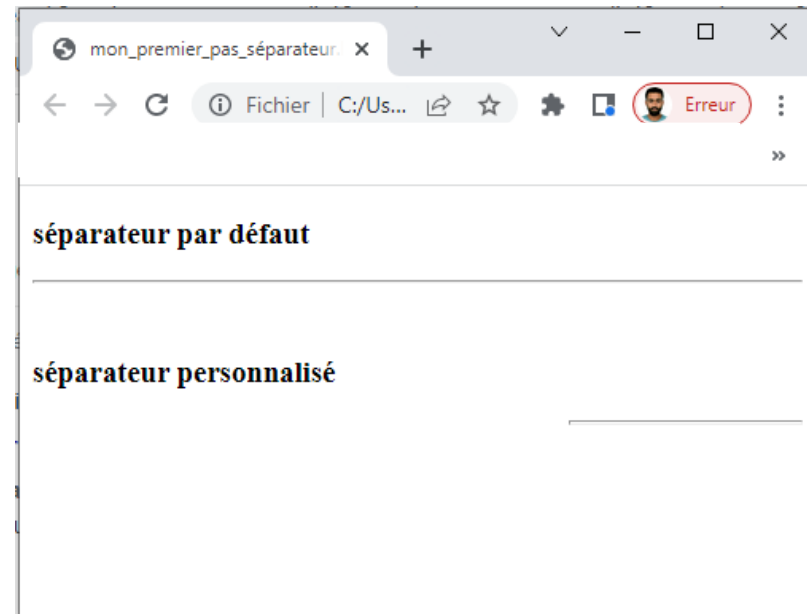 mon_premier_pas_séparateur.
Fichier C:/Us... Erreur
»
séparateur par défaut
séparateur personnalisé